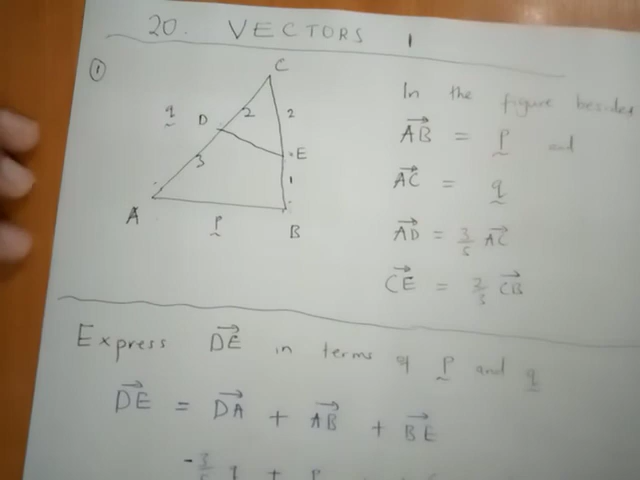 20. VECTORS 1
1
C
q
D
2
2
E
3
1
A
p
B
In the figure besides
AB = p and
AC = q
AD = 3/5 AC
CE = 2/3 CB
Express DE in terms of p and q
DE = DA + AB + BE
-3/5 q + p